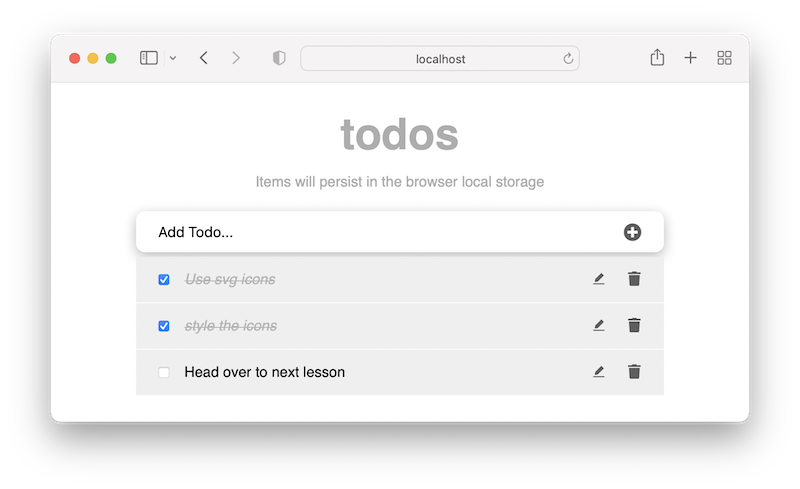 localhost
todos
Items will persist in the browser local storage
Add Todo...
Use svg icons
style the icons
Head over to next lesson